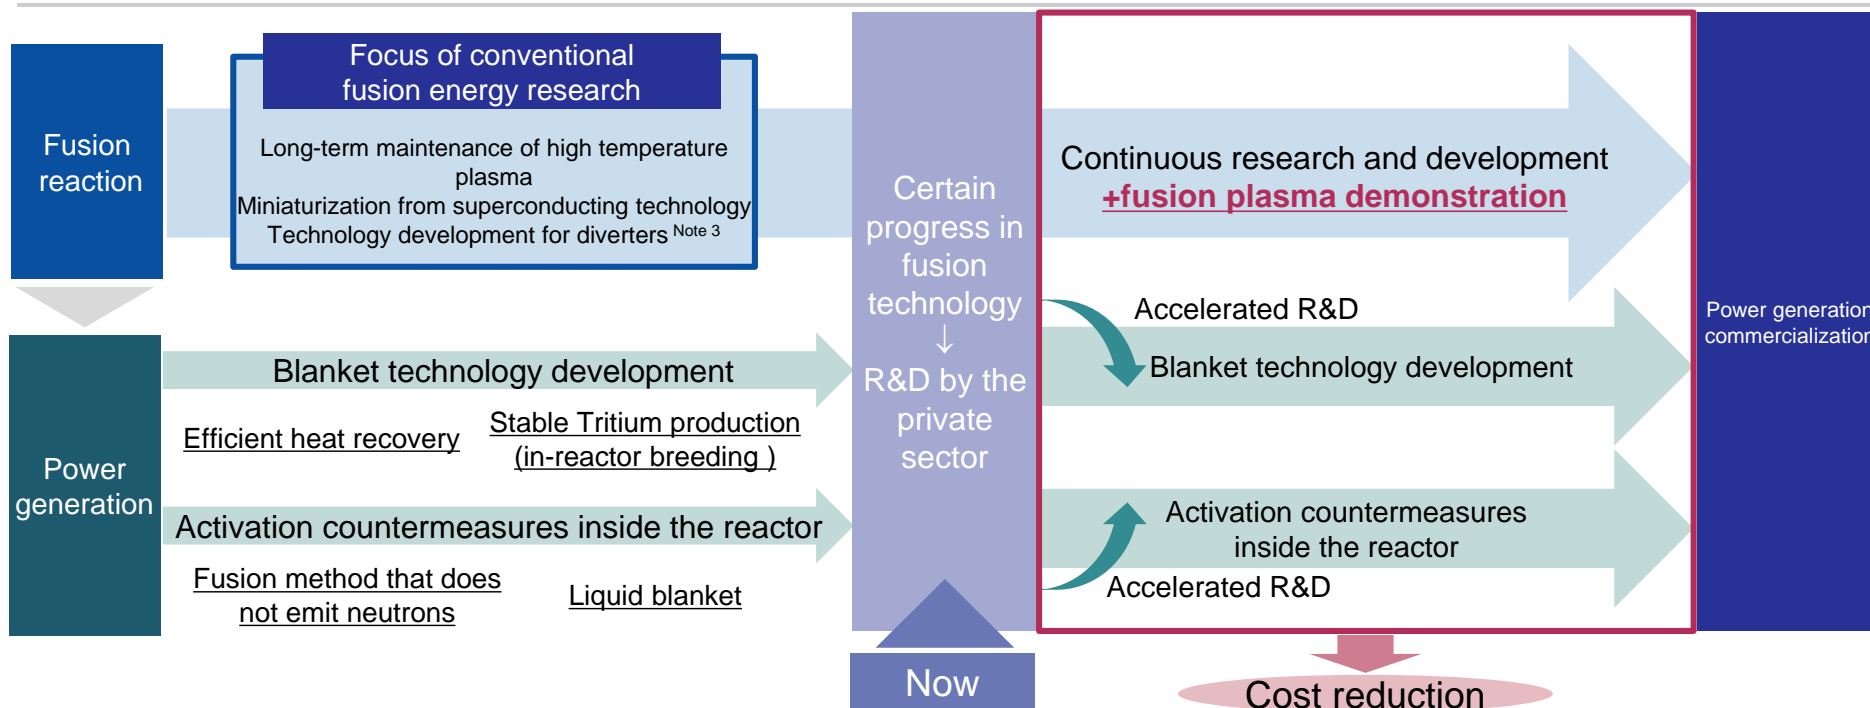 Fusion
reaction
Focus of conventional
fusion energy research
Long-term maintenance of high temperature
plasma
Miniaturization from superconducting technology
Technology development for diverters Note 3
Power
generation
Blanket technology development
Efficient heat recovery
Stable Tritium production
(in-reactor breeding )
Activation countermeasures inside the reactor
Fusion method that does
not emit neutrons
Liquid blanket
Certain
progress in
fusion
technology
↓
R&D by the
private
sector
Now
Continuous research and development
+fusion plasma demonstration
Accelerated R&D
Blanket technology development
Activation countermeasures
inside the reactor
Accelerated R&D
Cost reduction
Power generation
commercialization